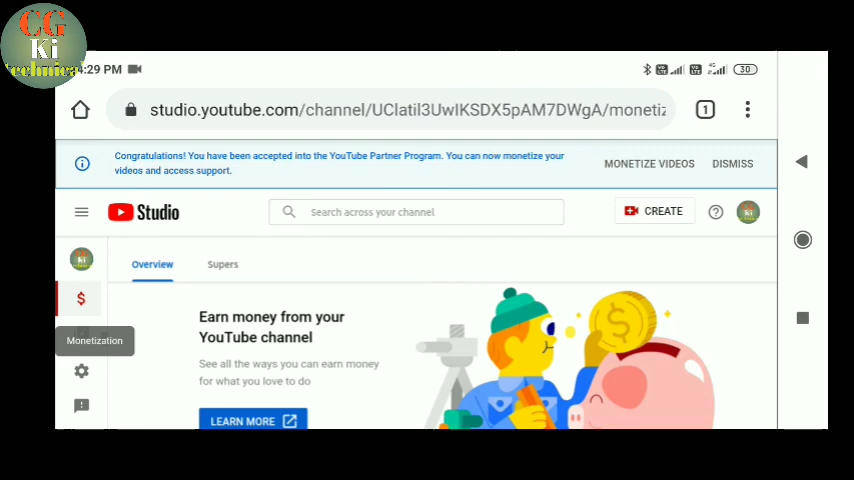 CG
Ki
technical
4:29 PM
30
studio.youtube.com/channel/UClatil3UwIKSDX5pAM7DWgA/monetiz
1
Congratulations! You have been accepted into the YouTube Partner Program. You can now monetize your
videos and access support.
MONETIZE VIDEOS
DISMISS
Studio
Search across your channel
CREATE
Overview
Supers
Earn money from your
YouTube channel
Monetization
See all the ways you can earn money
for what you love to do
LEARN MORE